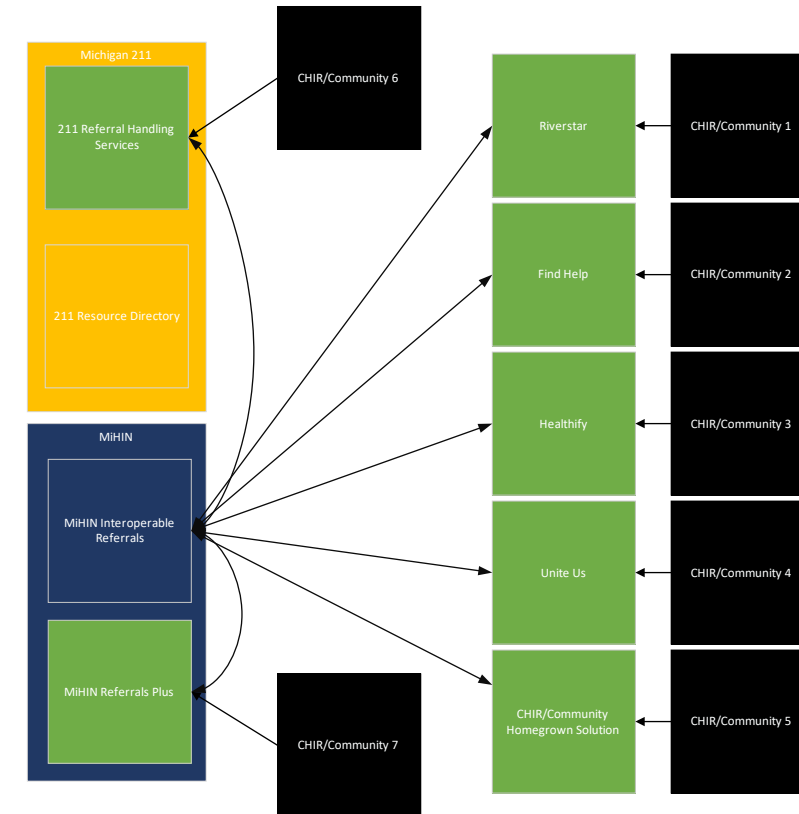 Michigan 211
211 Referral Handling
Services
211 Resource Directory
MiHIN
MiHIN Interoperable
Referrals
MiHIN Referrals Plus
CHIR/Community 6
CHIR/Community 7
Riverstar
Find Help
Healthify
Unite Us
CHIR/Community
Homegrown Solution
CHIR/Community 1
CHIR/Community 2
CHIR/Community 3
CHIR/Community 4
CHIR/Community 5